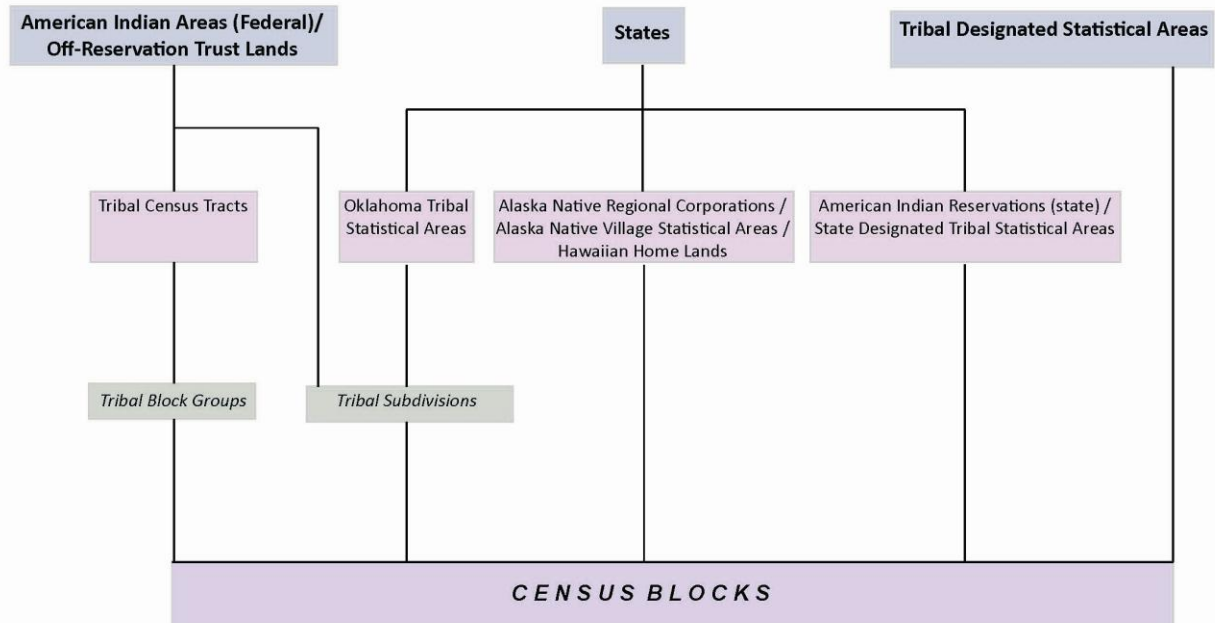 American Indian Areas (Federal)/
Off-Reservation Trust Lands
States
Tribal Designated Statistical Areas
Tribal Census Tracts
Oklahoma Tribal
Statistical Areas
Alaska Native Regional Corporations /
Alaska Native Village Statistical Areas /
Hawaiian Home Lands
American Indian Reservations (state) /
State Designated Tribal Statistical Areas
Tribal Block Groups
Tribal Subdivisions
CENSUS BLOCKS